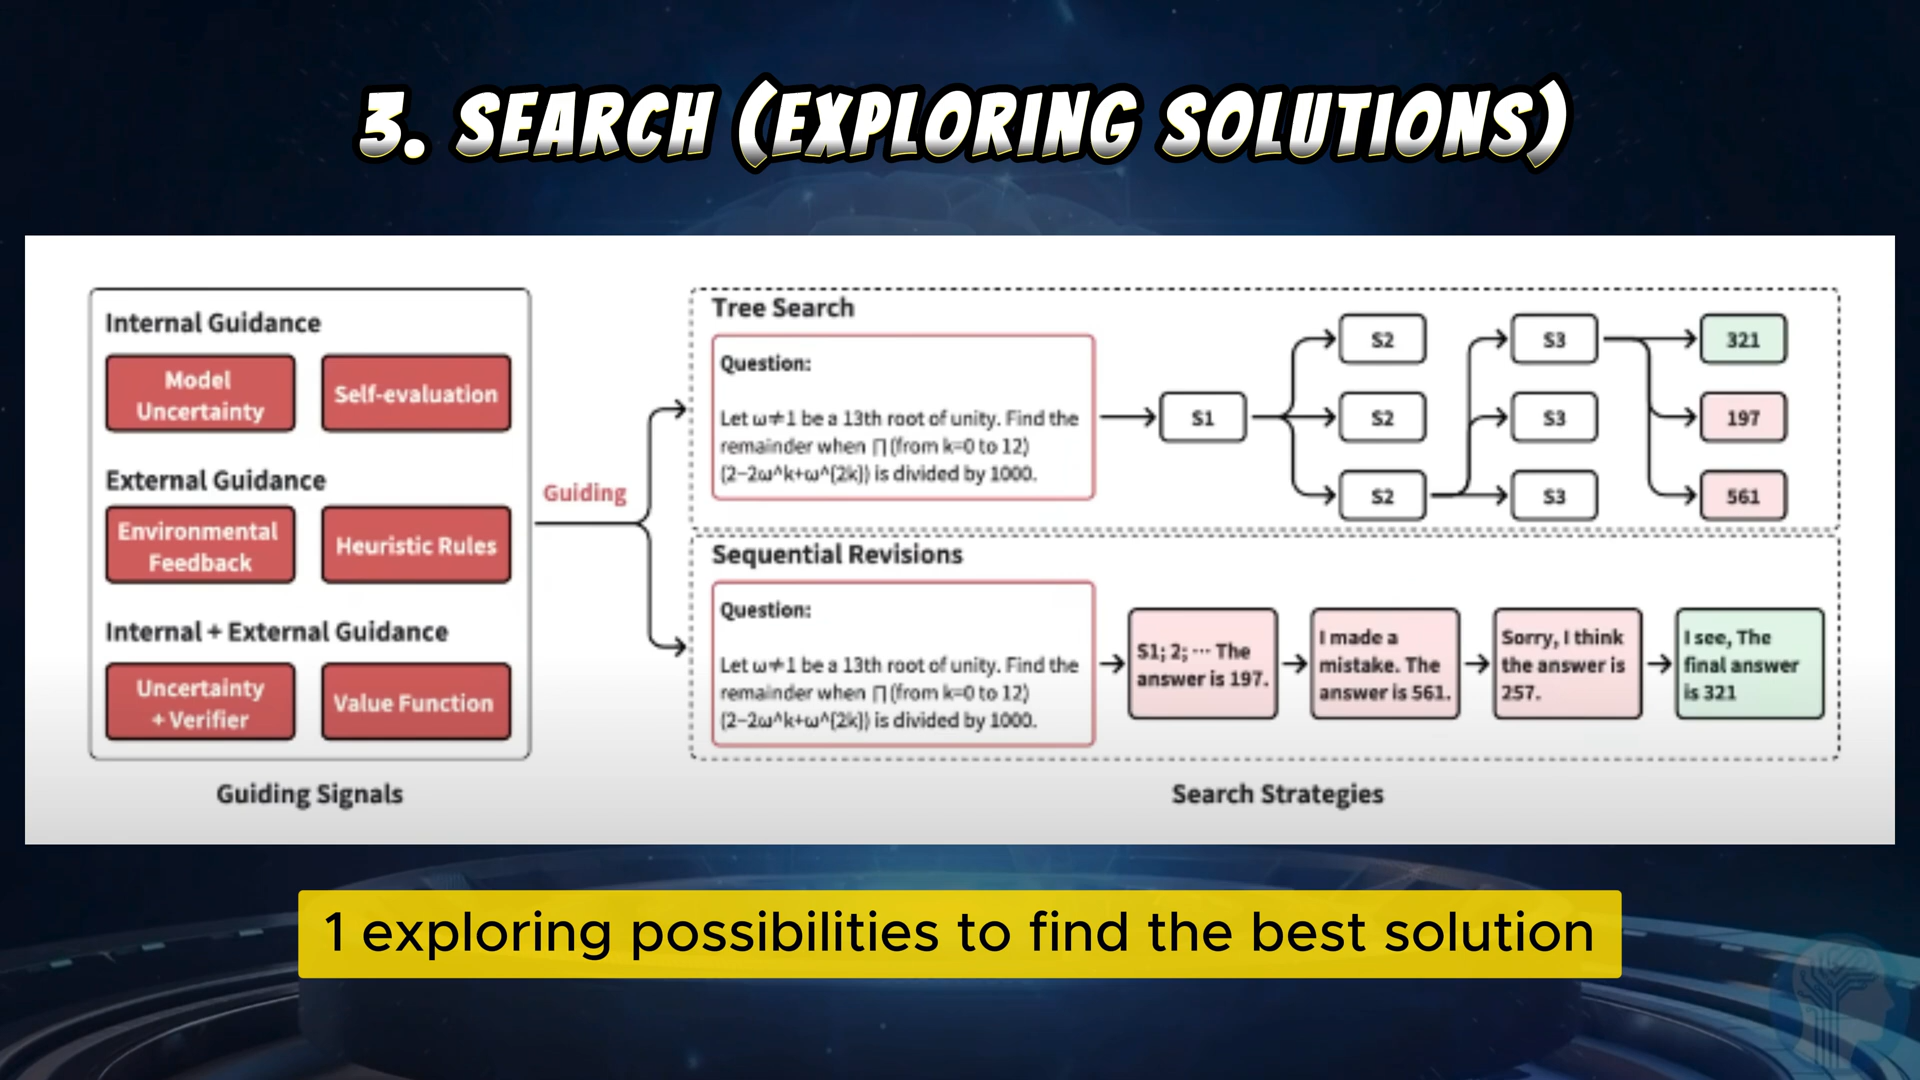 3. SEARCH (EXPLORING SOLUTIONS)
Internal Guidance
Model
Uncertainty
Self-evaluation
External Guidance
Environmental
Feedback
Heuristic Rules
Internal + External Guidance
Uncertainty
+ Verifier
Value Function
Guiding Signals
Guiding
Tree Search
Question:
Let ω≠1 be a 13th root of unity. Find the
remainder when ∏(from k=0 to 12)
(2−2ω^k+ω^{2k}) is divided by 1000.
S1
S2
S2
S2
S3
S3
S3
321
197
561
Sequential Revisions
Question:
Let ω≠1 be a 13th root of unity. Find the
remainder when ∏(from k=0 to 12)
(2−2ω^k+ω^{2k}) is divided by 1000.
S1; 2; ⋯ The
answer is 197.
I made a
mistake. The
answer is 561.
Sorry, I think
the answer is
257.
I see, The
final answer
is 321
Search Strategies
1 exploring possibilities to find the best solution